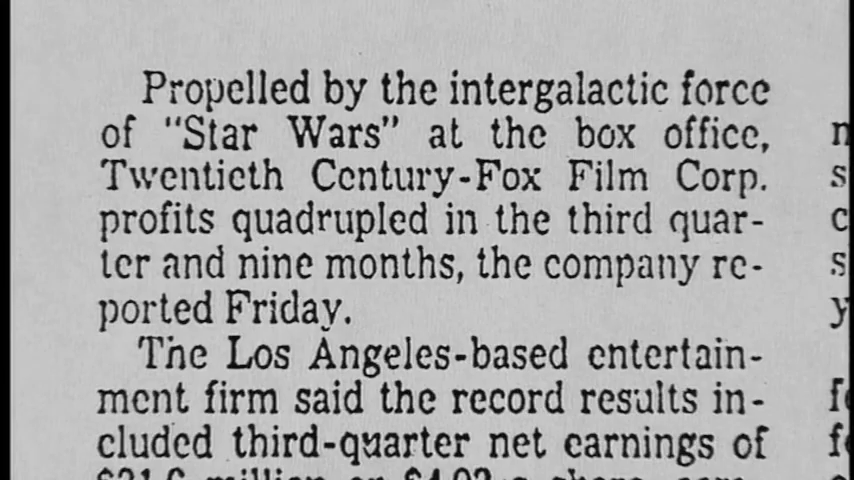 Propelled by the intergalactic force
of "Star Wars" at the box office,
Twentieth Century-Fox Film Corp.
profits quadrupled in the third quar-
ter and nine months, the company re-
ported Friday.
The Los Angeles-based entertain-
ment firm said the record results in-
cluded third-quarter net earnings of